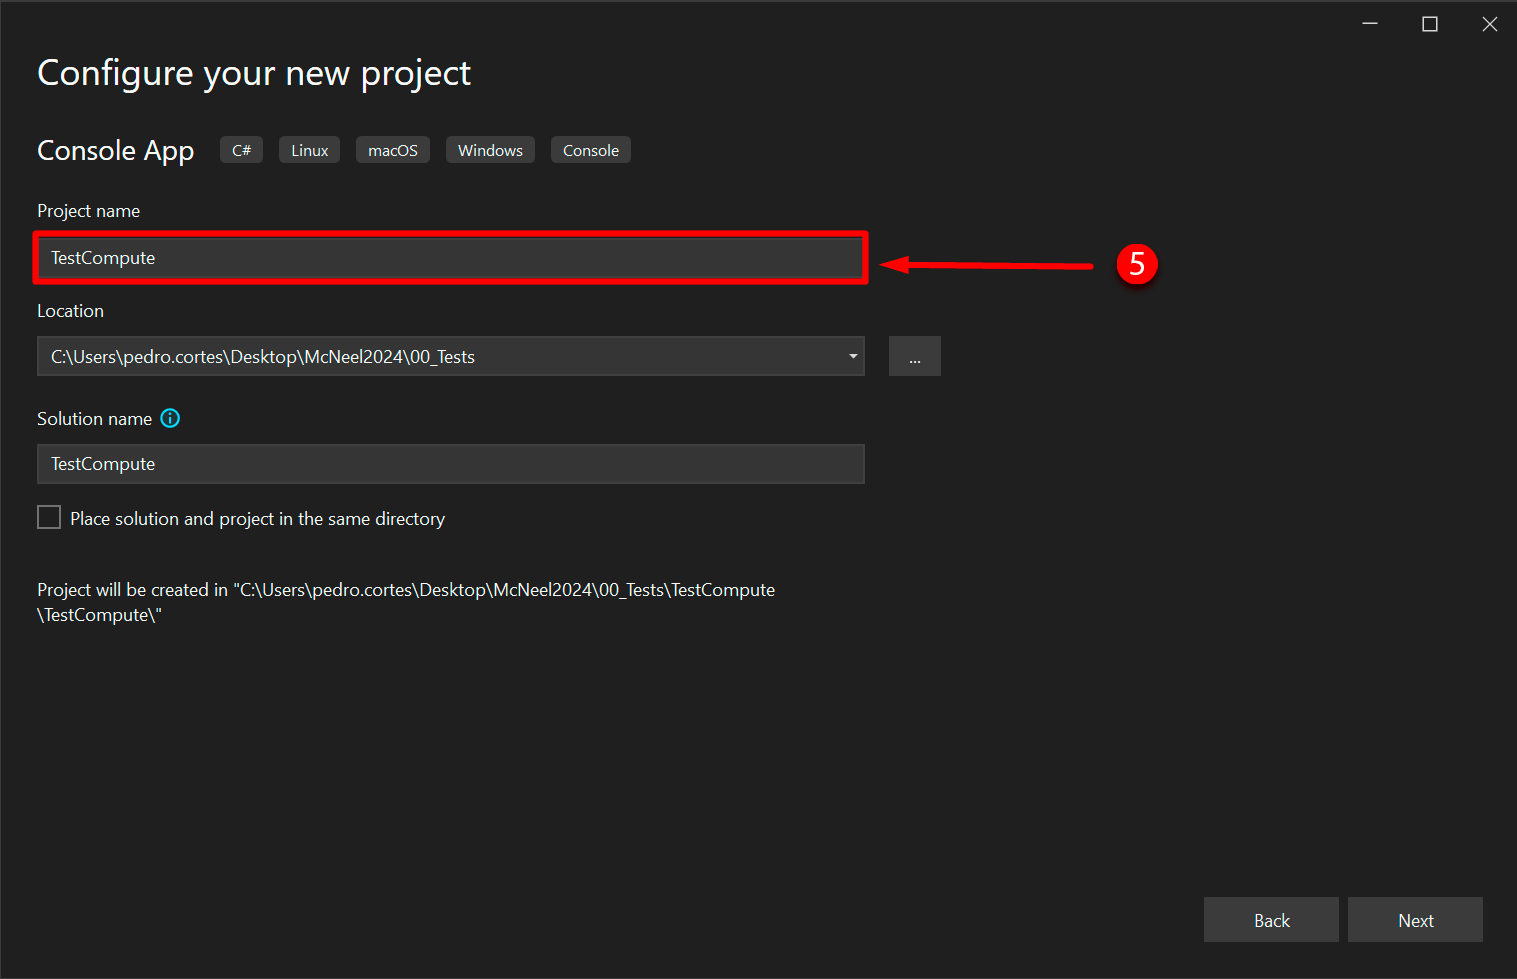 Configure your new project
Console App C# Linux macOS Windows Console
Project name
TestCompute
5
Location
C:\Users\pedro.cortes\Desktop\McNeel2024\00_Tests
...
Solution name
TestCompute
Place solution and project in the same directory
Project will be created in "C:\Users\pedro.cortes\Desktop\McNeel2024\00_Tests\TestCompute
\TestCompute\"
Back Next